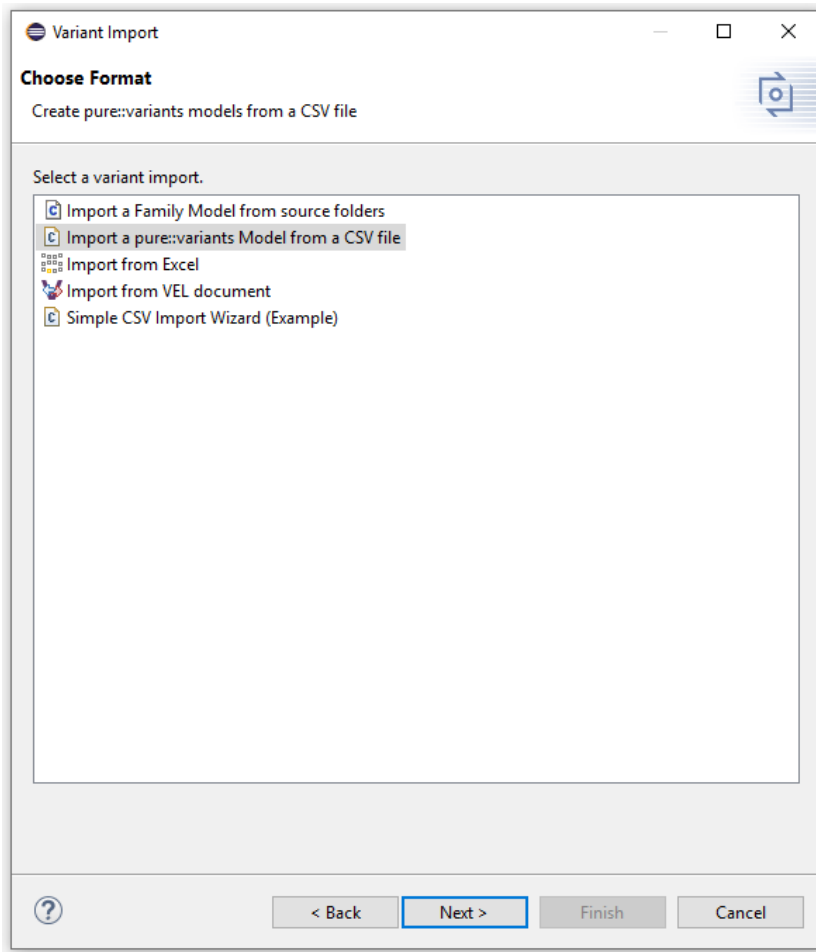 Variant Import
Choose Format
Create pure::variants models from a CSV file
Select a variant import.
Import a Family Model from source folders
Import a pure::variants Model from a CSV file
Import from Excel
Import from VEL document
Simple CSV Import Wizard (Example)
< Back Next > Finish Cancel